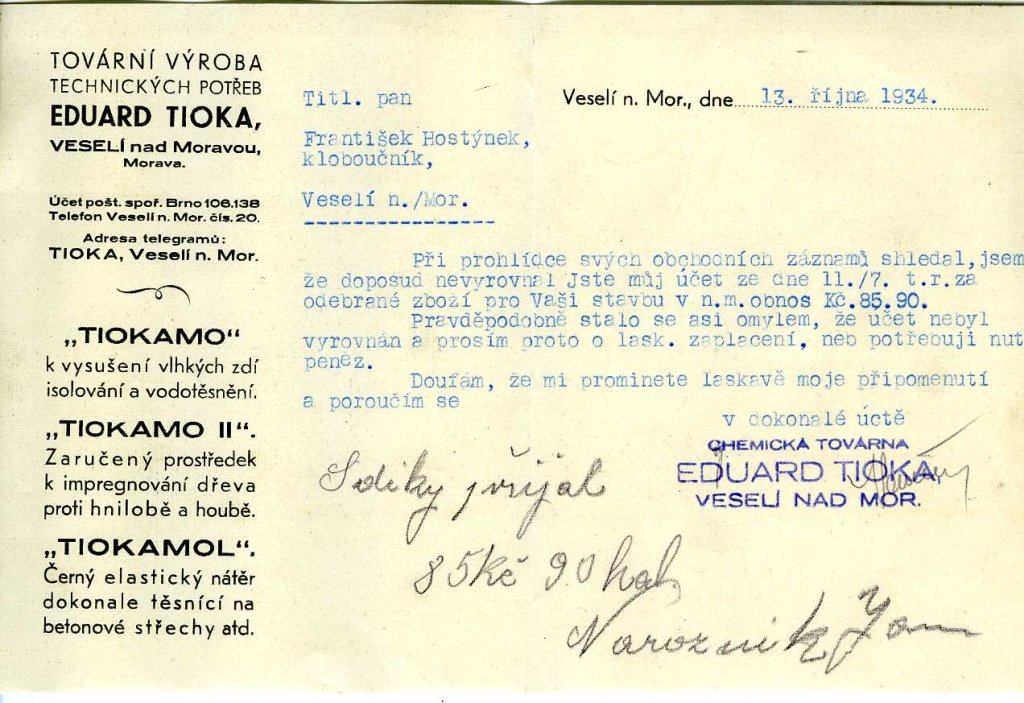 TOVÁRNÍ VÝROBA
TECHNICKÝCH POTŘEB
EDUARD TIOKA,
VESELÍ nad Moravou,
Morava.
Účet pošt. spoř. Brno 106.138
Telefon Veselí n. Mor. čís. 20.
Adresa telegramů:
TIOKA, Veselí n. Mor.
„TIOKAMO“
k vysušení vlhkých zdí
isolování a vodotěsnění.
„TIOKAMO II“.
Zaručený prostředek
k impregnování dřeva
proti hnilobě a houbě.
„TIOKAMOL“.
Černý elastický nátěr
dokonale těsnící na
betonové střechy atd.
Veselí n. Mor., dne 13. října 1934.
Titl. pan
František Hostýnek,
kloboučník,
Veselí n./Mor.
---------------
Při prohlídce svých obchodních záznamů shledal,jsem
že doposud nevyrovnal Jste můj účet ze dne 11./7. t.r.za
odebrané zboží pro Vaši stavbu v n.m.obnos Kč.85.90.
Pravděpodobně stalo se asi omylem, že účet nebyl
vyrovnán a prosím proto o lask. zaplacení, neb potřebuji nut
peněz.
Doufám, že mi prominete laskavě moje připomenutí
a poroučím se
v dokonalé úctě
CHEMICKÁ TOVÁRNA
EDUARD TIOKA
VESELÍ NAD MOR.
S díky přijal
85Kč 90 hal
Naroznik Jan